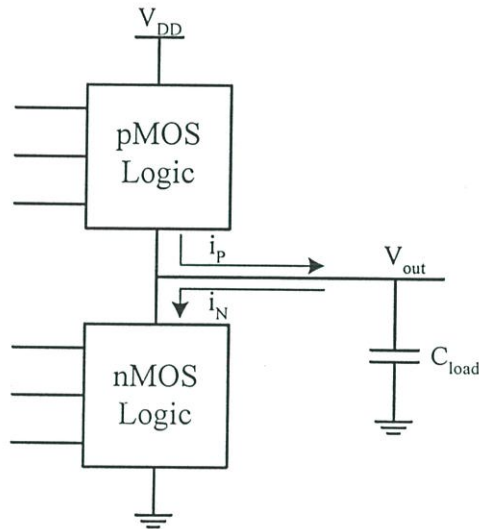 V_DD
pMOS
Logic
i_P
V_out
i_N
C_load
nMOS
Logic